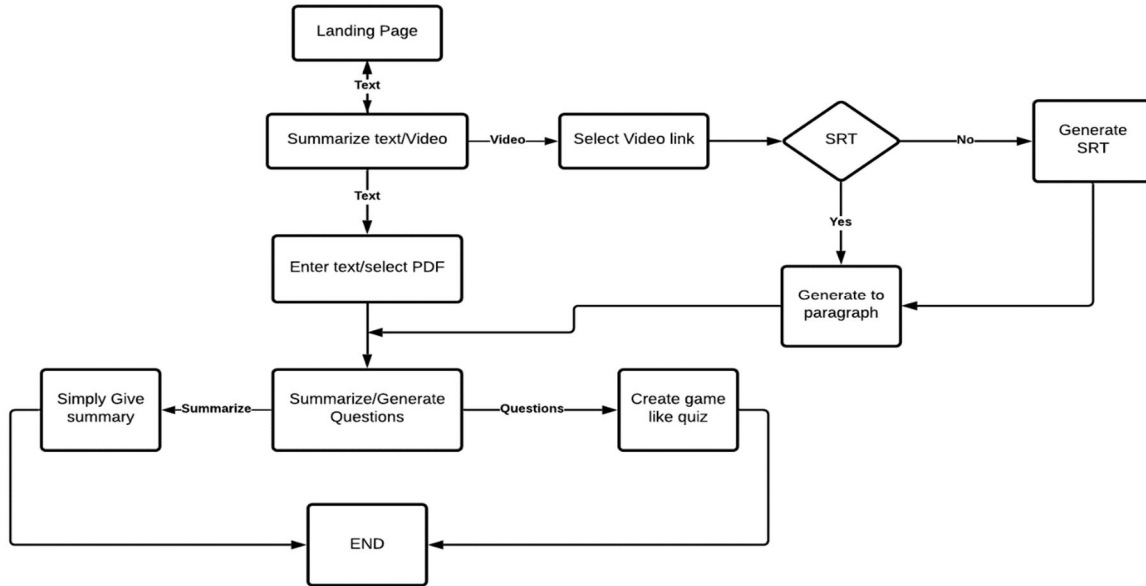 Landing Page
Text
Summarize text/Video
Video
Select Video link
SRT
No
Generate
SRT
Text
Yes
Enter text/select PDF
Generate to
paragraph
Simply Give
summary
Summarize
Summarize/Generate
Questions
Questions
Create game
like quiz
END